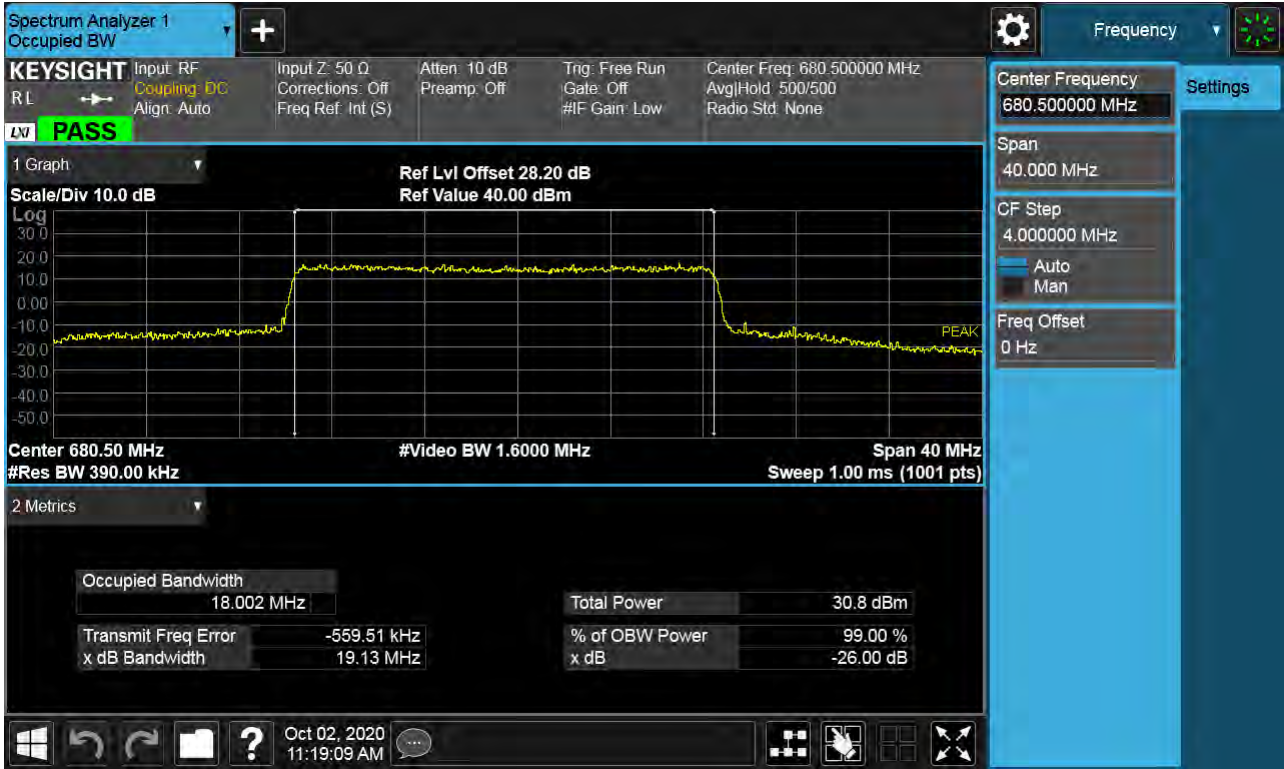 Spectrum Analyzer 1
Occupied BW
+
Frequency
KEYSIGHT
R L
LXI
PASS
Input: RF
Coupling: DC
Align: Auto
Input Z: 50 Ω
Corrections: Off
Freq Ref: Int (S)
Atten: 10 dB
Preamp: Off
Trig: Free Run
Gate: Off
#IF Gain: Low
Center Freq: 680.500000 MHz
Avg|Hold: 500/500
Radio Std: None
Center Frequency
680.500000 MHz
Settings
Span
40.000 MHz
CF Step
4.000000 MHz
Auto
Man
Freq Offset
0 Hz
1 Graph
Scale/Div 10.0 dB
Ref Lvl Offset 28.20 dB
Ref Value 40.00 dBm
Log
30.0
20.0
10.0
0.00
-10.0
-20.0
-30.0
-40.0
-50.0
PEAK
Center 680.50 MHz
#Video BW 1.6000 MHz
Span 40 MHz
#Res BW 390.00 kHz
Sweep 1.00 ms (1001 pts)
2 Metrics
Occupied Bandwidth
18.002 MHz
Total Power 30.8 dBm
Transmit Freq Error -559.51 kHz
% of OBW Power 99.00 %
x dB Bandwidth 19.13 MHz
x dB -26.00 dB
?
Oct 02, 2020
11:19:09 AM